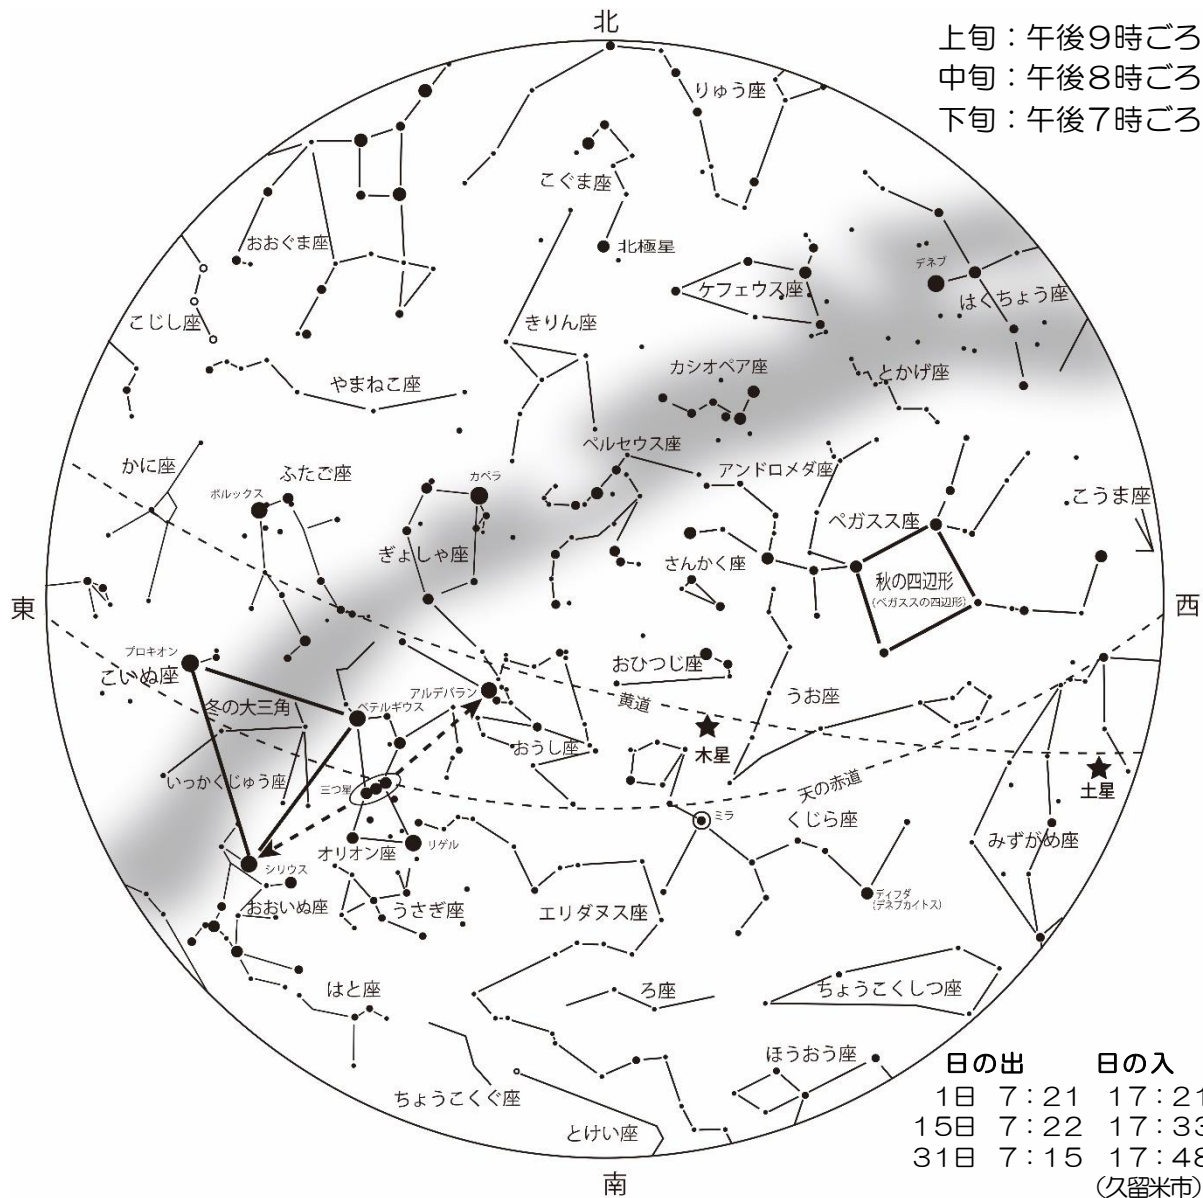 北
上旬：午後９時ごろ
中旬：午後８時ごろ
下旬：午後７時ごろ
りゅう座
こぐま座
おおぐま座
北極星
デネブ
ケフェウス座
はくちょう座
こじし座
きりん座
カシオペア座
とかげ座
やまねこ座
ペルセウス座
かに座
ふたご座
カペラ
アンドロメダ座
ポルックス
こうま座
ペガスス座
ぎょしゃ座
さんかく座
秋の四辺形
(ペガススの四辺形)
東
西
プロキオン
こいぬ座
おひつじ座
アルデバラン
うお座
黄道
冬の大三角
ベテルギウス
おうし座
木星
いっかくじゅう座
三つ星
天の赤道
土星
ミラ
くじら座
みずがめ座
オリオン座
リゲル
シリウス
おおいぬ座
うさぎ座
エリダヌス座
ディフダ
(デネブカイトス)
はと座
ろ座
ちょうこくしつ座
ほうおう座
ちょうこくぐ座
とけい座
南
日の出 日の入
1日 7：21 17：21
15日 7：22 17：33
31日 7：15 17：48
(久留米市)